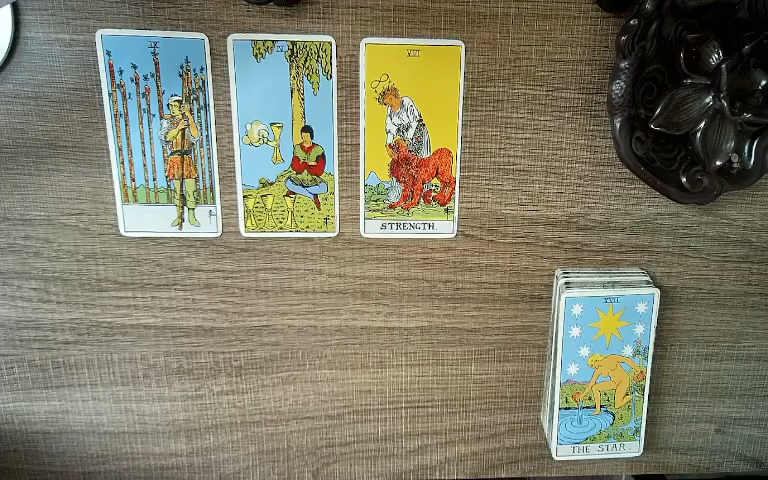 IX
IV
VIII
STRENGTH.
XVII
THE STAR.